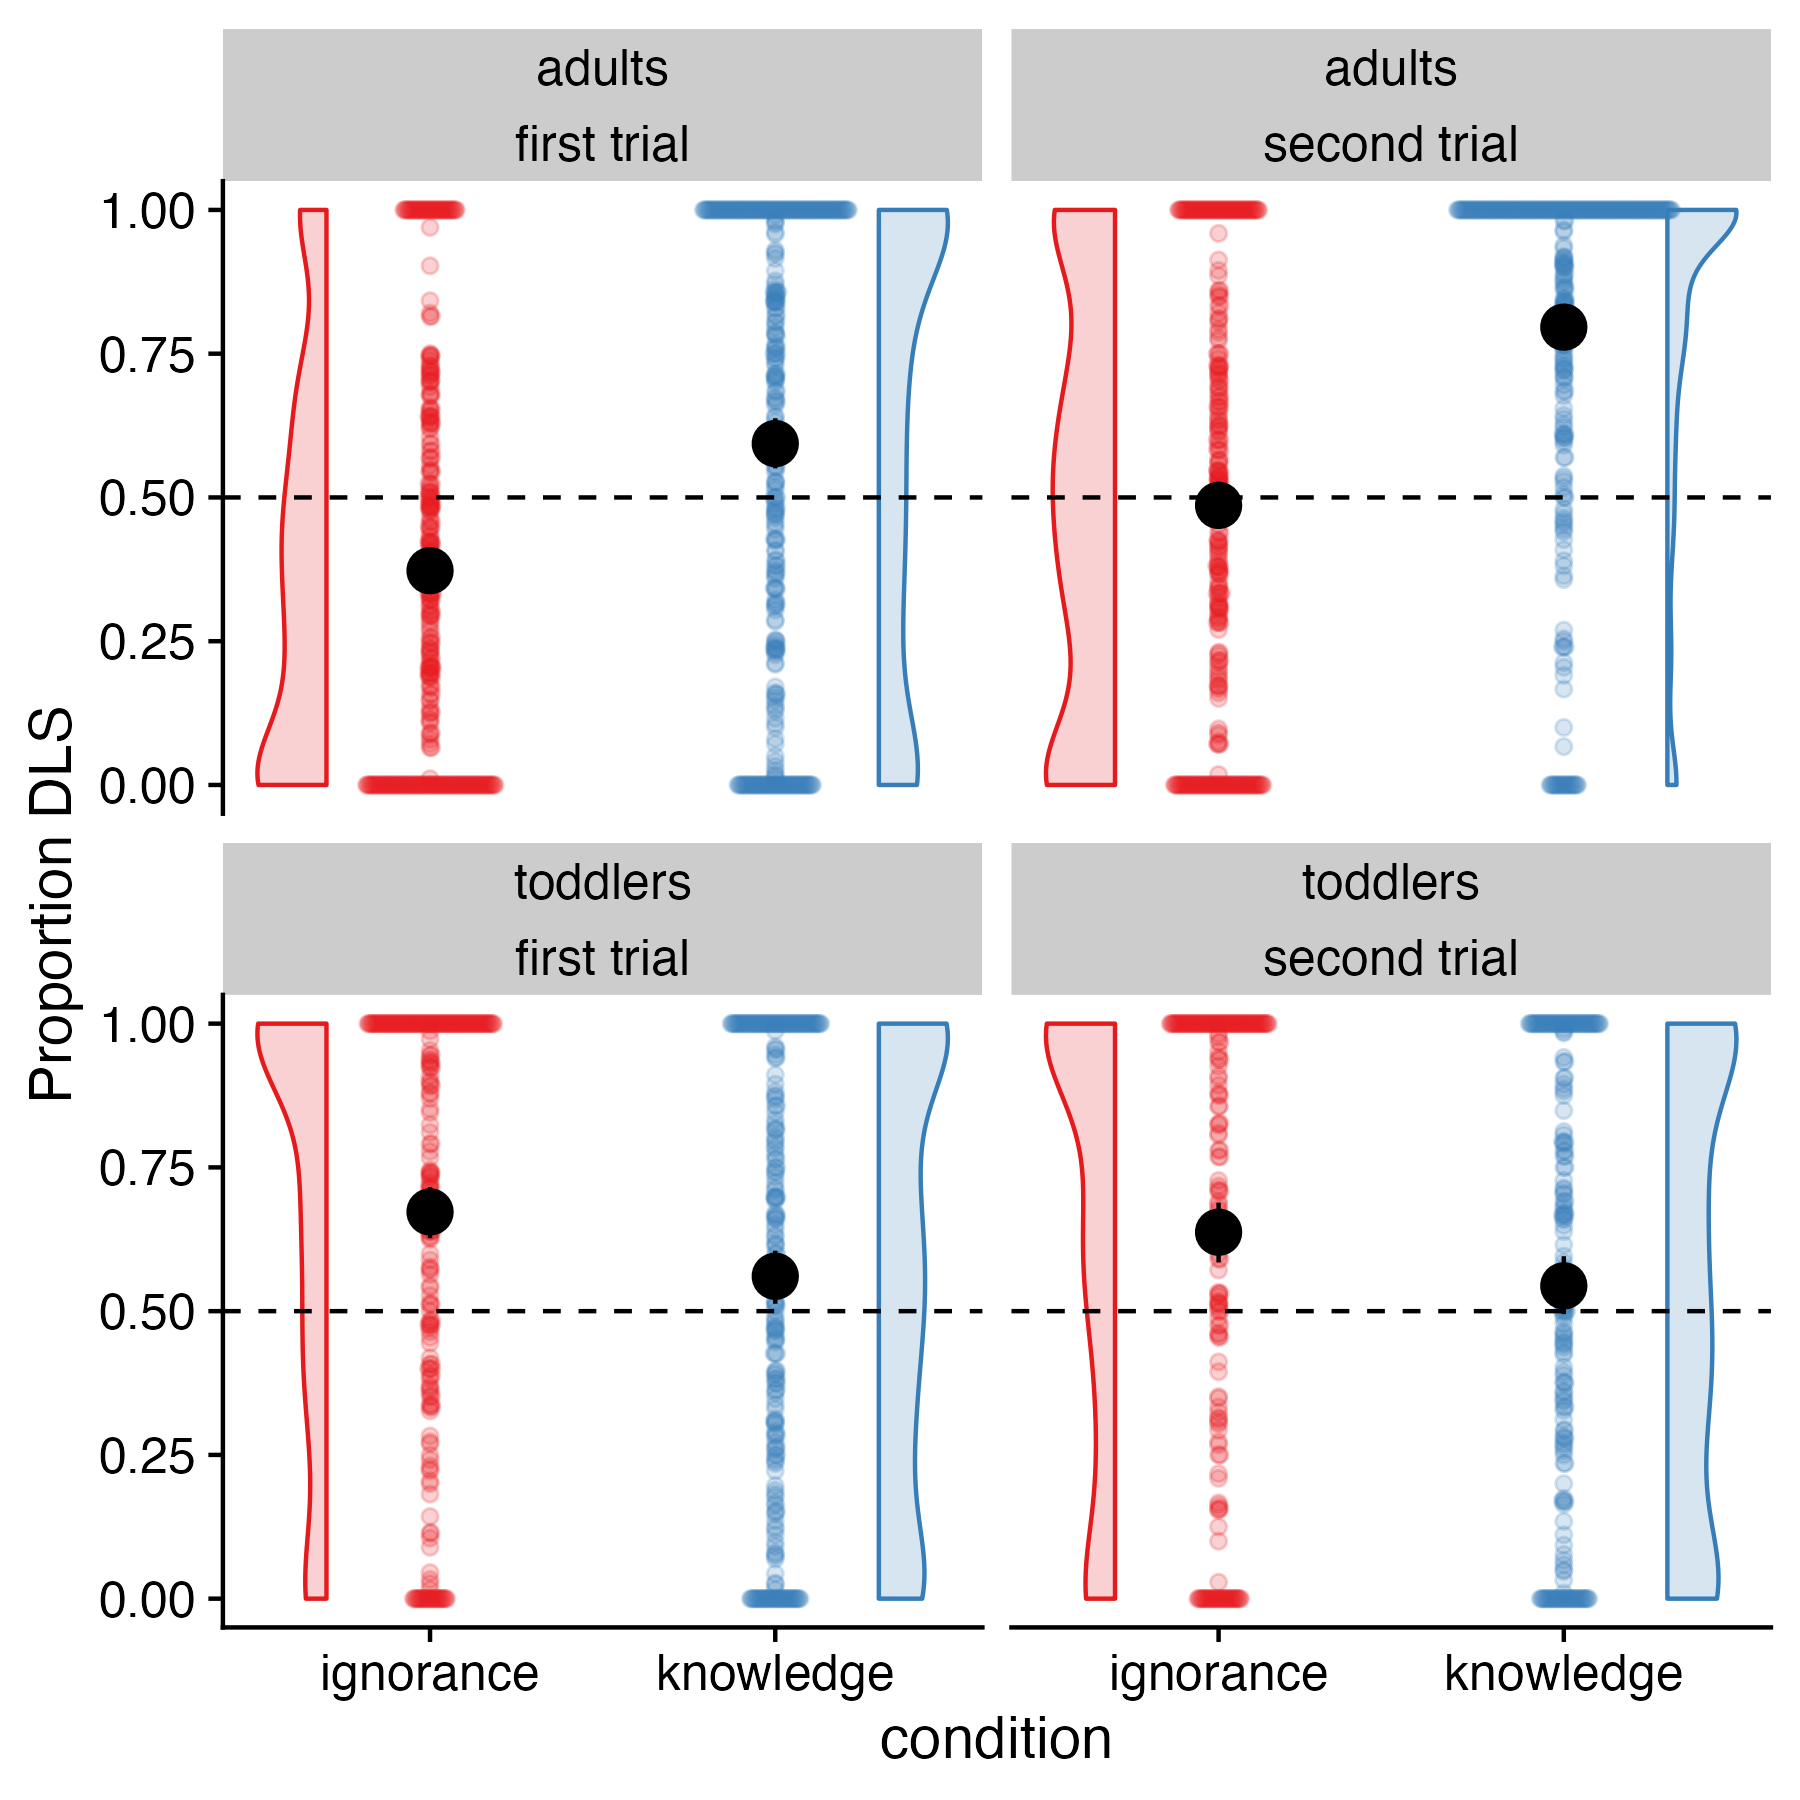 adults
first trial
adults
second trial
1.00
0.75
0.50
0.25
0.00
toddlers
first trial
toddlers
second trial
1.00
0.75
0.50
0.25
0.00
Proportion DLS
ignorance
knowledge
ignorance
knowledge
condition